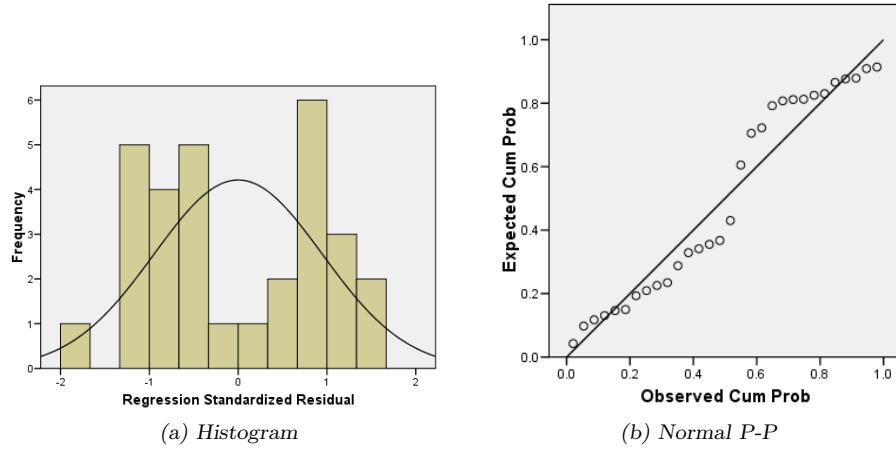 6
5
4
3
2
1
0
Frequency
-2 -1 0 1 2
Regression Standardized Residual
(a) Histogram
1.0
0.8
0.6
0.4
0.2
0.0
Expected Cum Prob
0.0 0.2 0.4 0.6 0.8 1.0
Observed Cum Prob
(b) Normal P-P